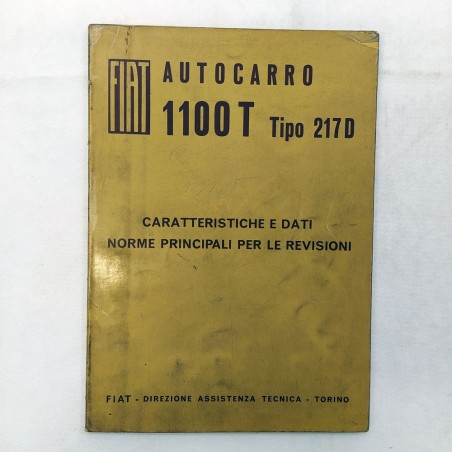 FIAT
AUTOCARRO
1100 T Tipo 217 D
CARATTERISTICHE E DATI
NORME PRINCIPALI PER LE REVISIONI
FIAT - DIREZIONE ASSISTENZA TECNICA - TORINO